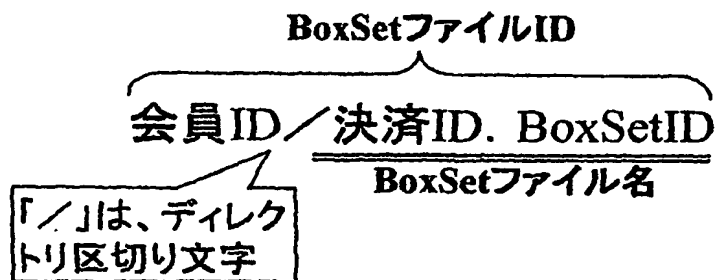 BoxSetファイルID
会員ID／決済ID. BoxSetID
BoxSetファイル名
「／」は、ディレク
トリ区切り文字